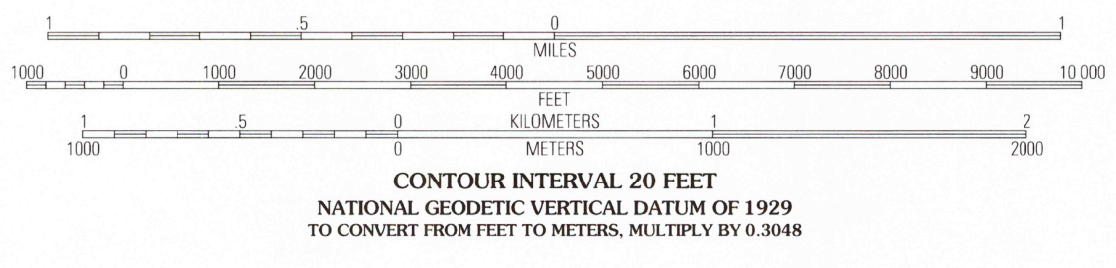 1 .5 0 1
MILES
1000 0 1000 2000 3000 4000 5000 6000 7000 8000 9000 10 000
FEET
1 .5 0 KILOMETERS 1 2
1000 0 METERS 1000 2000
CONTOUR INTERVAL 20 FEET
NATIONAL GEODETIC VERTICAL DATUM OF 1929
TO CONVERT FROM FEET TO METERS, MULTIPLY BY 0.3048